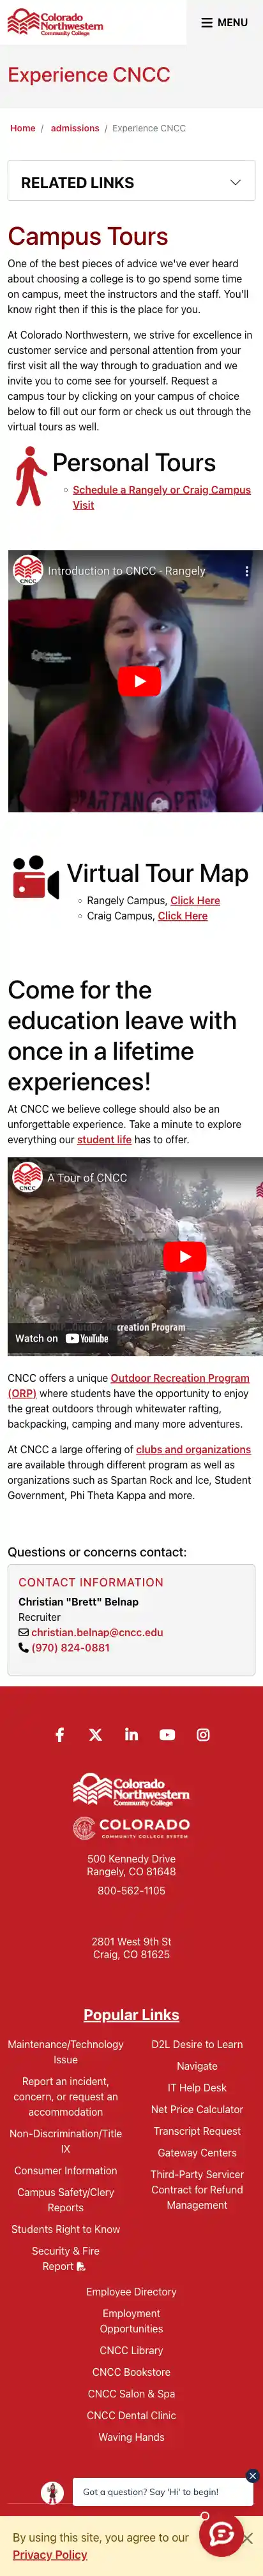 Colorado
Northwestern
Community College
MENU
Experience CNCC
Home / admissions / Experience CNCC
RELATED LINKS
Campus Tours
One of the best pieces of advice we've ever heard
about choosing a college is to go spend some time
on campus, meet the instructors and the staff. You'll
know right then if this is the place for you.
At Colorado Northwestern, we strive for excellence in
customer service and personal attention from your
first visit all the way through to graduation and we
invite you to come see for yourself. Request a
campus tour by clicking on your campus of choice
below to fill out our form or check us out through the
virtual tours as well.
Personal Tours
Schedule a Rangely or Craig Campus
Visit
CNCC
Introduction to CNCC - Rangely
SPARTAN PRIDE
Virtual Tour Map
Rangely Campus, Click Here
Craig Campus, Click Here
Come for the
education leave with
once in a lifetime
experiences!
At CNCC we believe college should also be an
unforgettable experience. Take a minute to explore
everything our student life has to offer.
CNCC
A Tour of CNCC
creation Program
Watch on YouTube
CNCC offers a unique Outdoor Recreation Program
(ORP) where students have the opportunity to enjoy
the great outdoors through whitewater rafting,
backpacking, camping and many more adventures.
At CNCC a large offering of clubs and organizations
are available through different program as well as
organizations such as Spartan Rock and Ice, Student
Government, Phi Theta Kappa and more.
Questions or concerns contact:
CONTACT INFORMATION
Christian "Brett" Belnap
Recruiter
christian.belnap@cncc.edu
(970) 824-0881
Colorado
Northwestern
Community College
COLORADO
COMMUNITY COLLEGE SYSTEM
500 Kennedy Drive
Rangely, CO 81648
800-562-1105
2801 West 9th St
Craig, CO 81625
Popular Links
Maintenance/Technology
Issue
Report an incident,
concern, or request an
accommodation
Non-Discrimination/Title
IX
Consumer Information
Campus Safety/Clery
Reports
Students Right to Know
Security & Fire
Report
D2L Desire to Learn
Navigate
IT Help Desk
Net Price Calculator
Transcript Request
Gateway Centers
Third-Party Servicer
Contract for Refund
Management
Employee Directory
Employment
Opportunities
CNCC Library
CNCC Bookstore
CNCC Salon & Spa
CNCC Dental Clinic
Waving Hands
Got a question? Say 'Hi' to begin!
By using this site, you agree to our
Privacy Policy